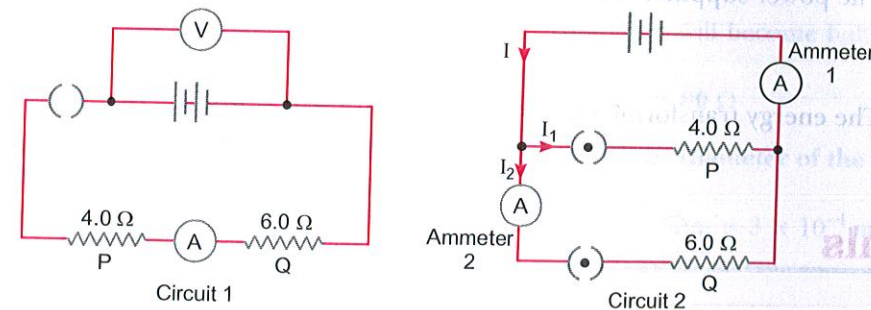 V
4.0 Ω
P
A
6.0 Ω
Q
Circuit 1
I
Ammeter
1
A
I₁
4.0 Ω
P
I₂
A
Ammeter
2
6.0 Ω
Q
Circuit 2